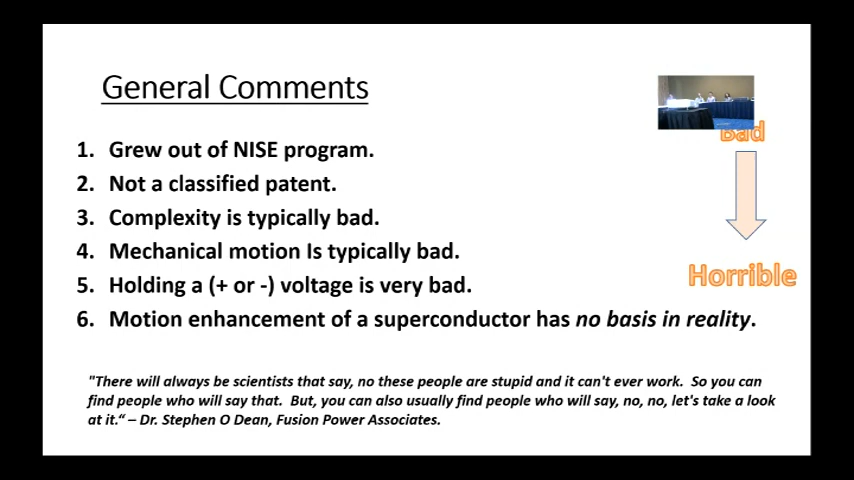 General Comments
Bad
1. Grew out of NISE program.
2. Not a classified patent.
3. Complexity is typically bad.
4. Mechanical motion Is typically bad.
Horrible
5. Holding a (+ or -) voltage is very bad.
6. Motion enhancement of a superconductor has no basis in reality.
"There will always be scientists that say, no these people are stupid and it can't ever work. So you can
find people who will say that. But, you can also usually find people who will say, no, no, let's take a look
at it.“ – Dr. Stephen O Dean, Fusion Power Associates.